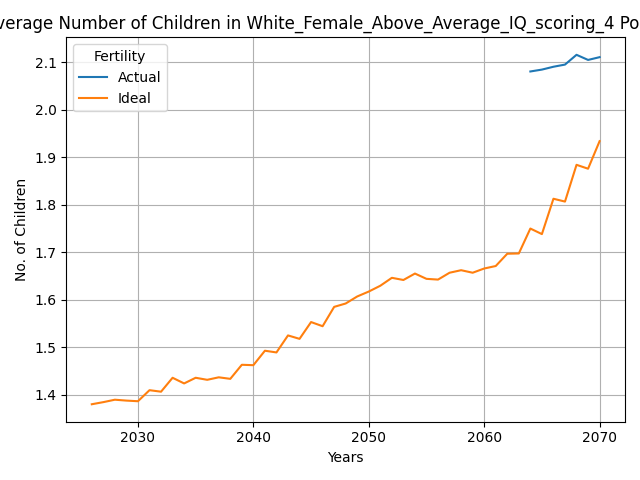 verage Number of Children in White_Female_Above_Average_IQ_scoring_4 Po
Fertility
Actual
Ideal
No. of Children
2.1
2.0
1.9
1.8
1.7
1.6
1.5
1.4
2030 2040 2050 2060 2070
Years